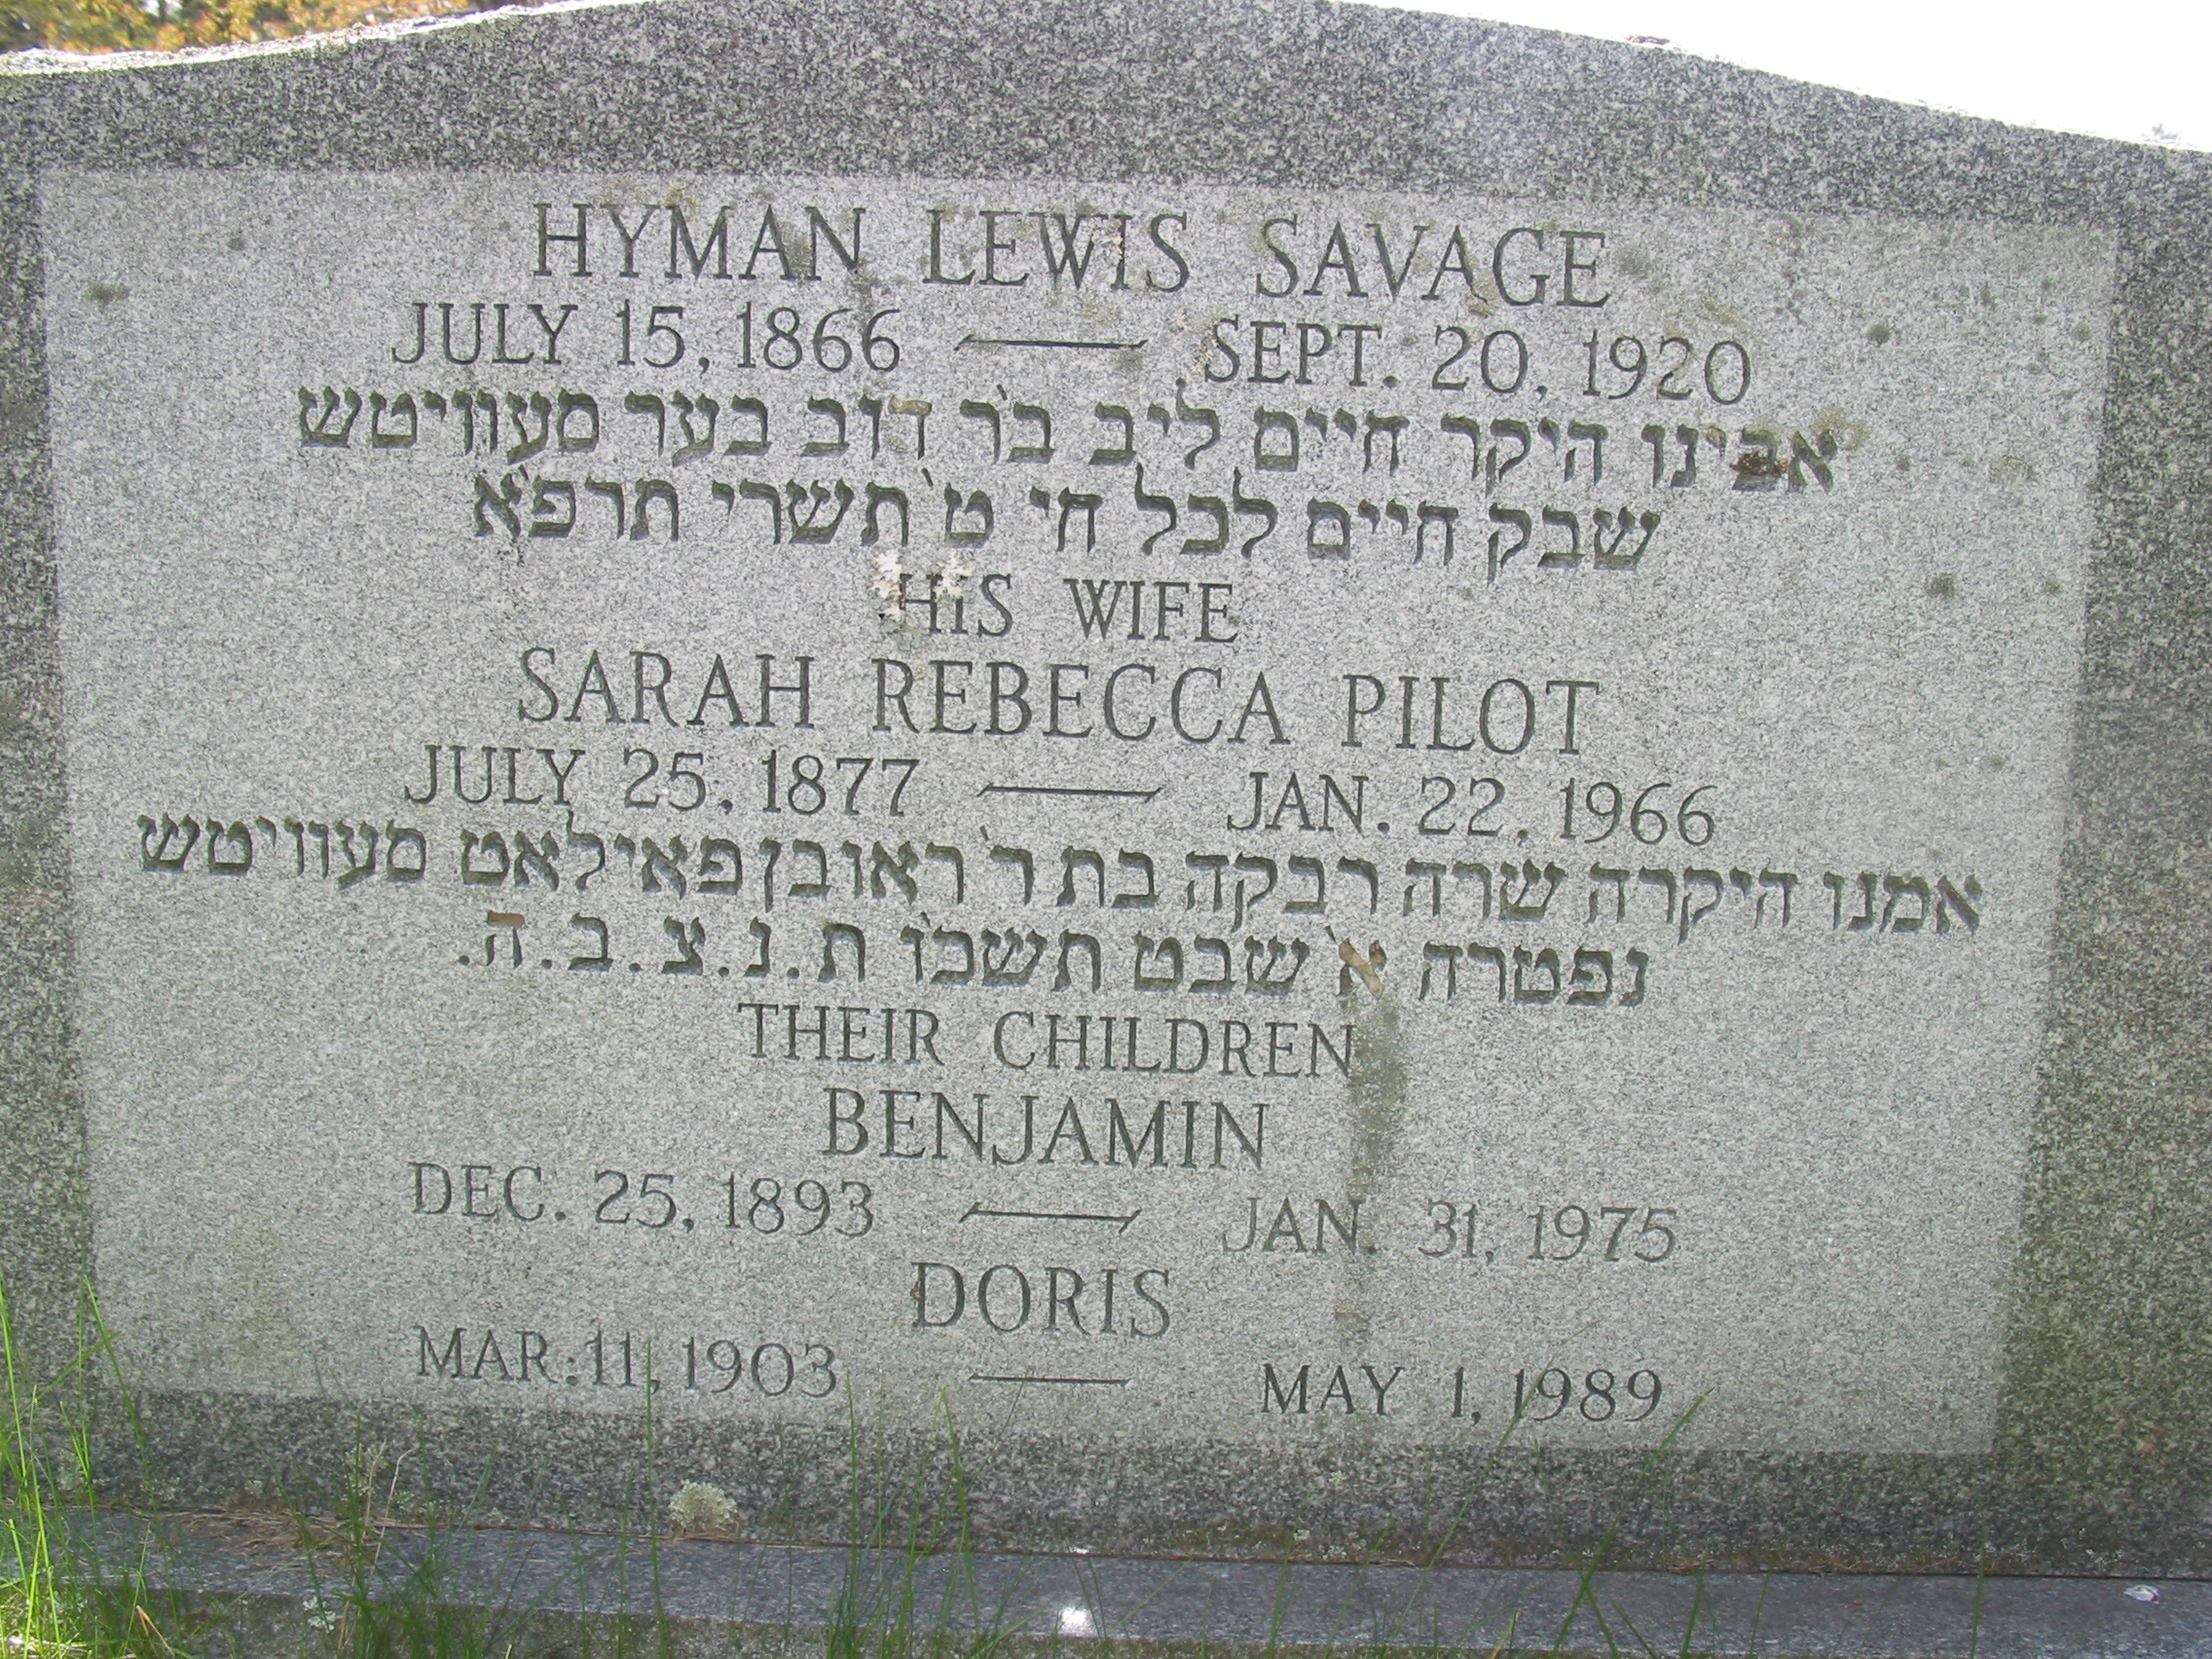 HYMAN LEWIS SAVAGE
JULY 15, 1866 — SEPT. 20, 1920
אבינו היקר חיים ליב ב'ר דוב בער סעוויטש
שבק חיים לכל חי ט' תשרי תרפ'א
HIS WIFE
SARAH REBECCA PILOT
JULY 25, 1877 — JAN. 22, 1966
אמנו היקרה שרה רבקה בת ר' ראובן פאילאט סעוויטש
נפטרה א' שבט תשכ'ו ת.נ.צ.ב.ה.
THEIR CHILDREN
BENJAMIN
DEC. 25, 1893 — JAN. 31, 1975
DORIS
MAR. 11, 1903 — MAY 1, 1989